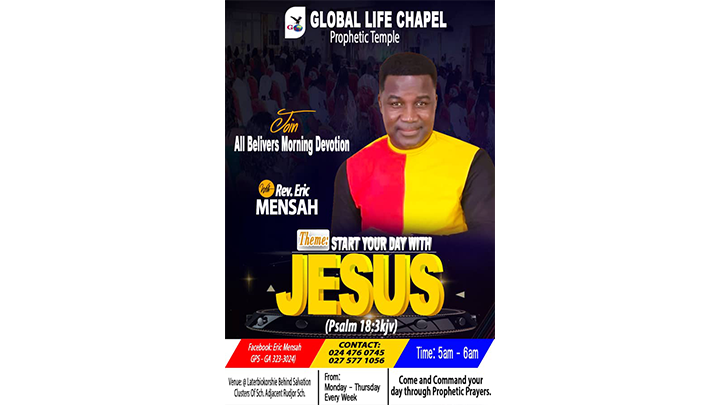 GLOBAL LIFE CHAPEL
Prophetic Temple
Join
All Belivers Morning Devotion
Rev. Eric
MENSAH
Theme: START YOUR DAY WITH
JESUS
(Psalm 18:3kjv)
Facebook: Eric Mensah
GPS - GA 323-3024)
CONTACT:
024 476 0745
027 577 1056
Time: 5am - 6am
Venue: @ Laterbiokorshie Behind Salvation
Clusters Of Sch. Adjacent Rudjor Sch.
From:
Monday - Thursday
Every Week
Come and Command your
day through Prophetic Prayers.